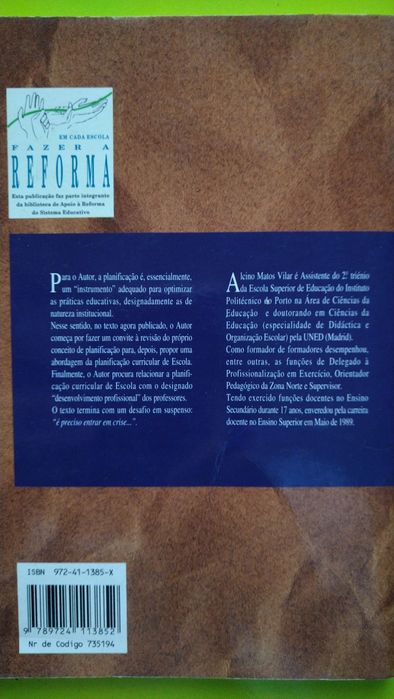 EM CADA ESCOLA
FAZER A
REFORMA
Esta publicação faz parte integrante
da biblioteca de Apoio à Reforma
do Sistema Educativo
Para o Autor, a planificação é, essencialmente,
um “instrumento” adequado para optimizar
as práticas educativas, designadamente as de
natureza institucional.
Nesse sentido, no texto agora publicado, o Autor
começa por fazer um convite à revisão do próprio
conceito de planificação para, depois, propor uma
abordagem da planificação curricular de Escola.
Finalmente, o Autor procura relacionar a planifi-
cação curricular de Escola com o designado
“desenvolvimento profissional” dos professores.
O texto termina com um desafio em suspenso:
“é preciso entrar em crise...”.
Alcino Matos Vilar é Assistente do 2.º triénio
da Escola Superior de Educação do Instituto
Politécnico do Porto na Área de Ciências da
Educação e doutorando em Ciências da
Educação (especialidade de Didáctica e
Organização Escolar) pela UNED (Madrid).
Como formador de formadores desempenhou,
entre outras, as funções de Delegado à
Profissionalização em Exercício, Orientador
Pedagógico da Zona Norte e Supervisor.
Tendo exercido funções docentes no Ensino
Secundário durante 17 anos, enveredou pela carreira
docente no Ensino Superior em Maio de 1989.
ISBN 972-41-1385-X
9 789724 113852
Nr de Codigo 735194